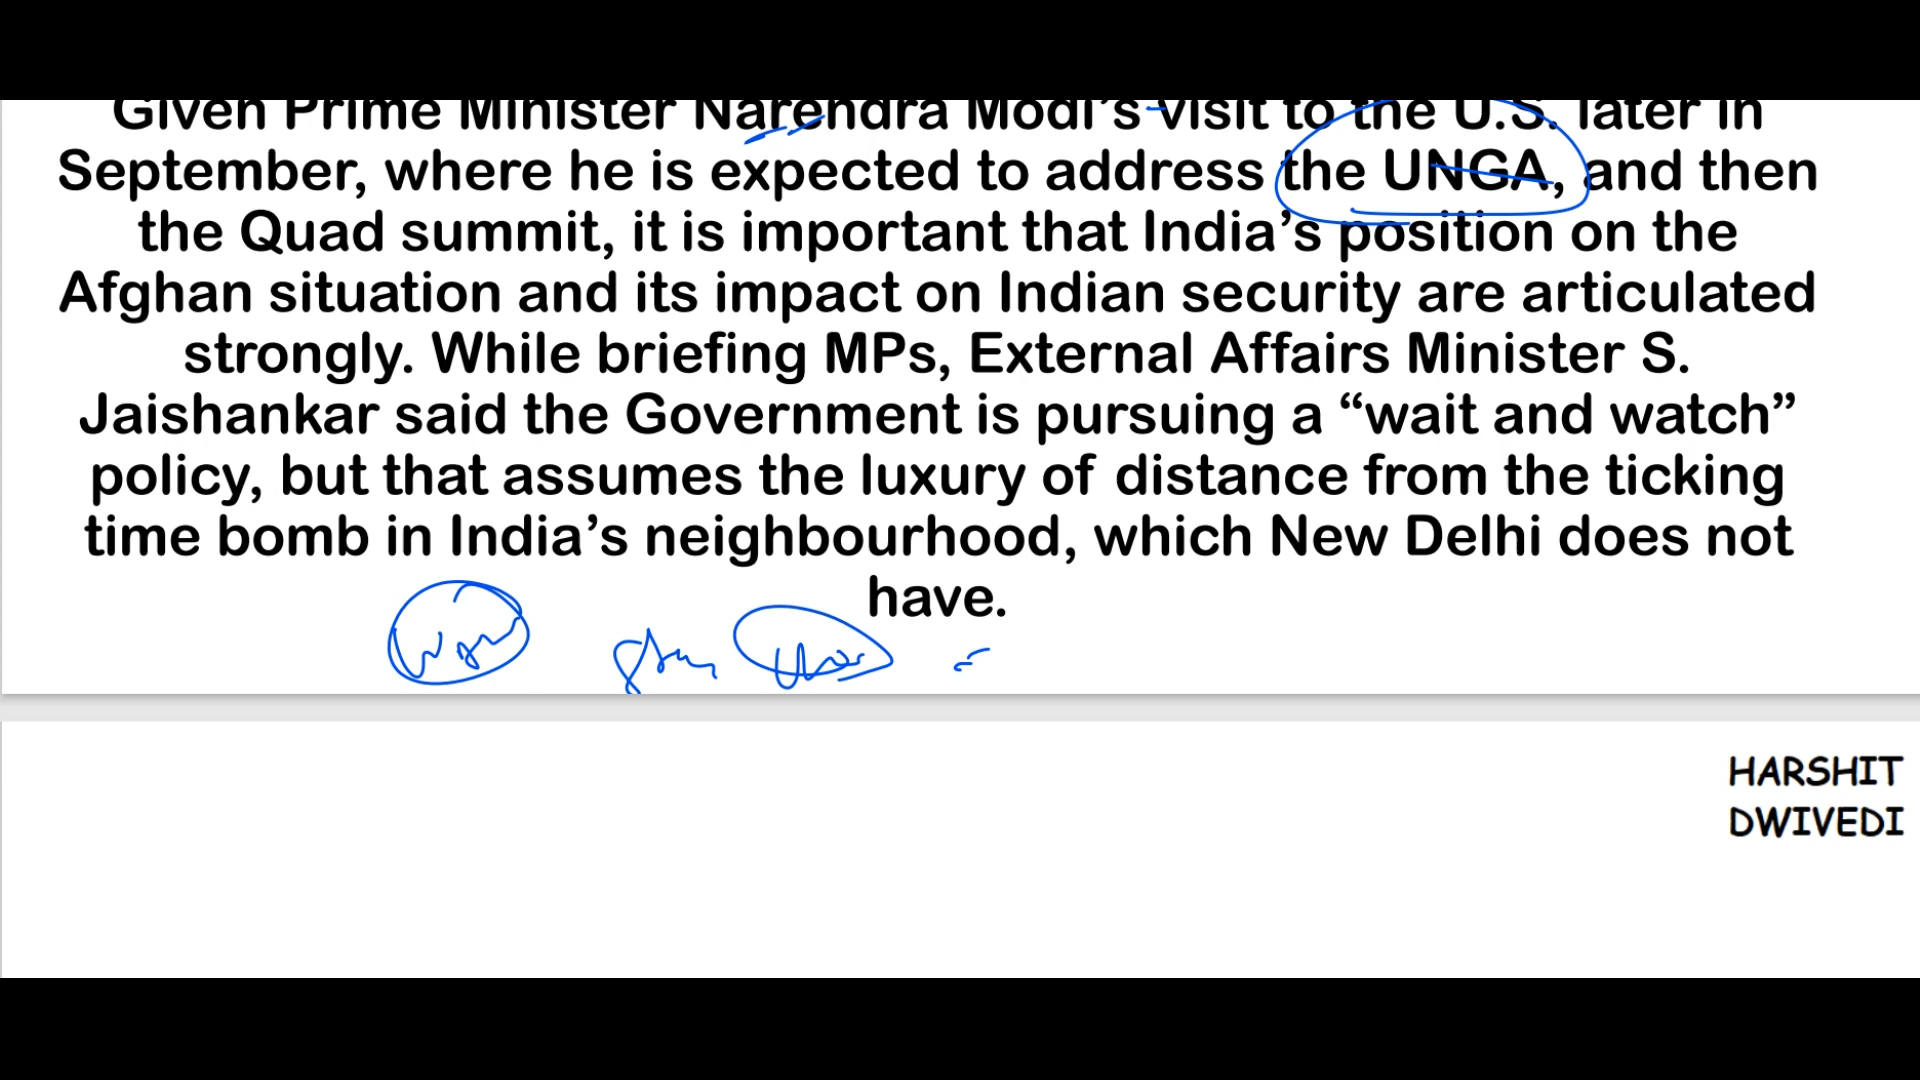 Given Prime Minister Narendra Modi’s visit to the U.S. later in
September, where he is expected to address the UNGA, and then
the Quad summit, it is important that India’s position on the
Afghan situation and its impact on Indian security are articulated
strongly. While briefing MPs, External Affairs Minister S.
Jaishankar said the Government is pursuing a “wait and watch”
policy, but that assumes the luxury of distance from the ticking
time bomb in India’s neighbourhood, which New Delhi does not
have.
HARSHIT
DWIVEDI